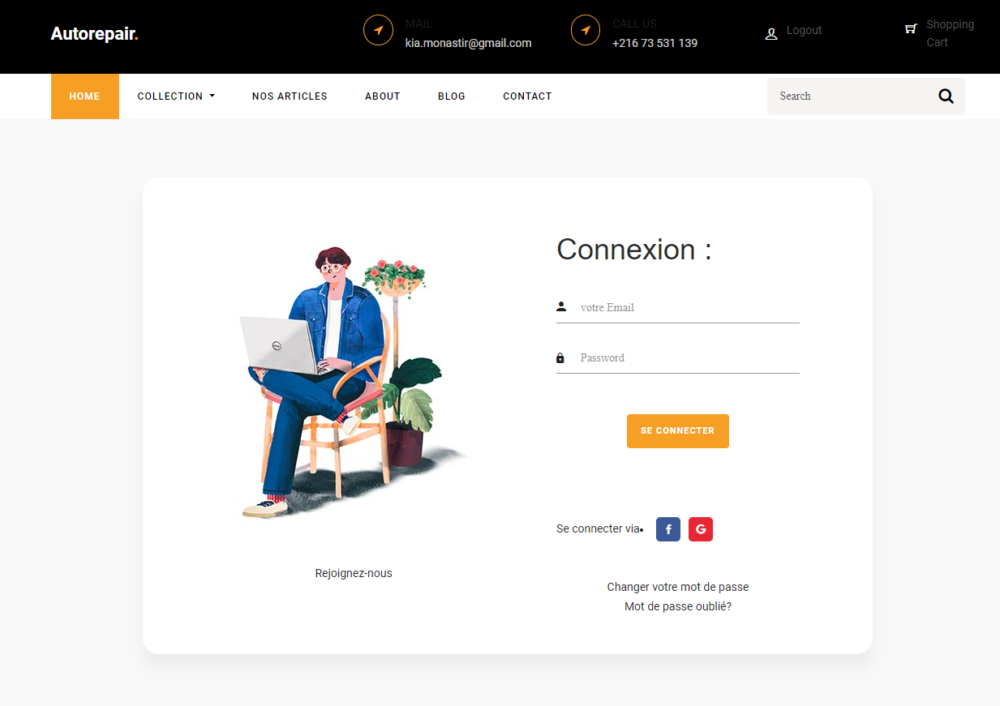 Autorepair.
MAIL
kia.monastir@gmail.com
CALL US
+216 73 531 139
Logout
Shopping
Cart
HOME
COLLECTION
NOS ARTICLES
ABOUT
BLOG
CONTACT
Search
Connexion :
votre Email
Password
SE CONNECTER
Se connecter via
f
G
Rejoignez-nous
Changer votre mot de passe
Mot de passe oublié?